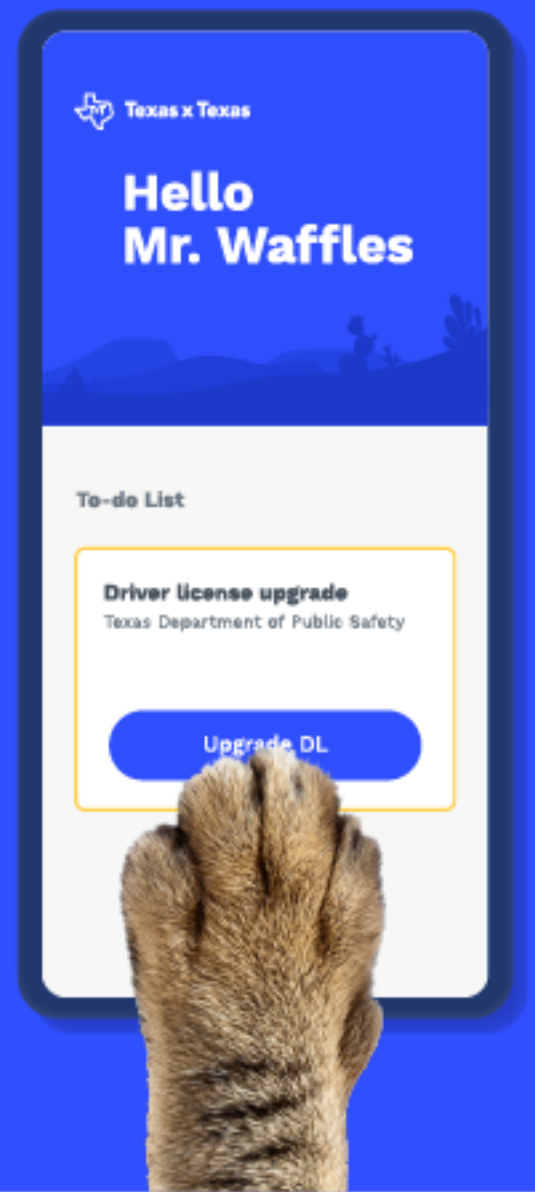 Texas x Texas
Hello
Mr. Waffles
To-do List
Driver license upgrade
Texas Department of Public Safety
Upgrade DL